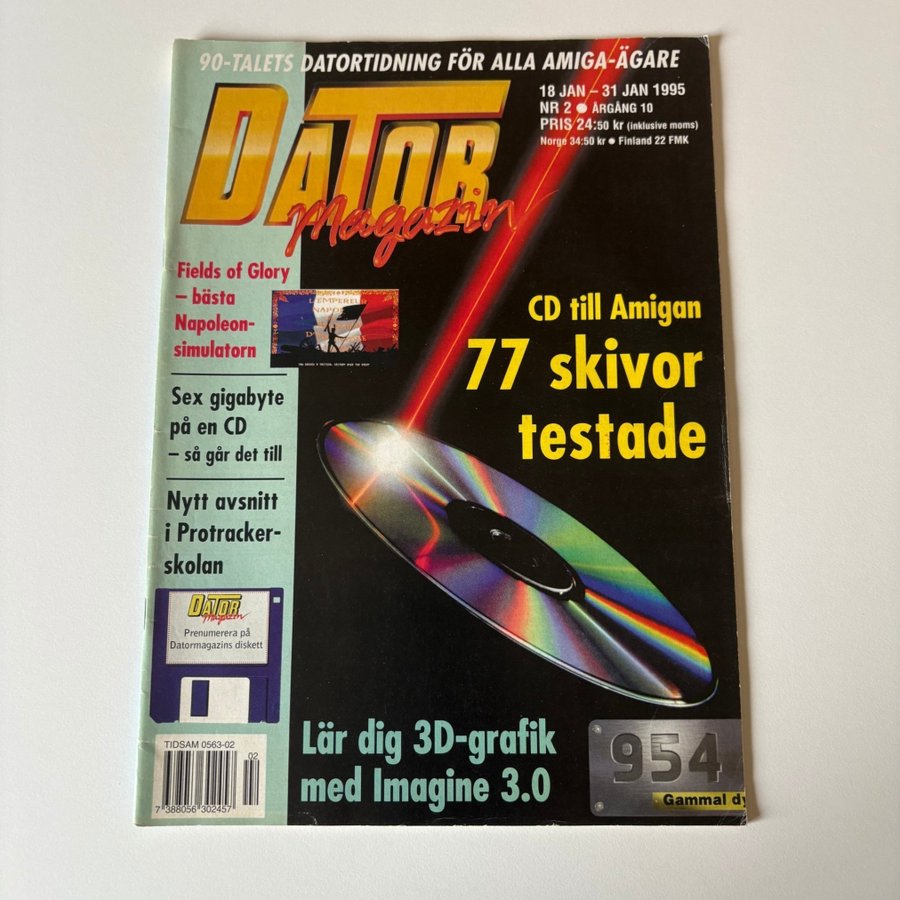 90-TALETS DATORTIDNING FÖR ALLA AMIGA-ÄGARE
DATOR
Magazin
18 JAN – 31 JAN 1995
NR 2 ● ÅRGÅNG 10
PRIS 24:50 kr (inklusive moms)
Norge 34:50 kr ● Finland 22 FMK
Fields of Glory
– bästa
Napoleon-
simulatorn
CD till Amigan
77 skivor
testade
Sex gigabyte
på en CD
– så går det till
Nytt avsnitt
i Protracker-
skolan
DATOR
Magazin
Prenumerera på
Datormagazins diskett
TIDSAM 0563-02
02
7 388056 302457
Lär dig 3D-grafik
med Imagine 3.0
954
Gammal dy